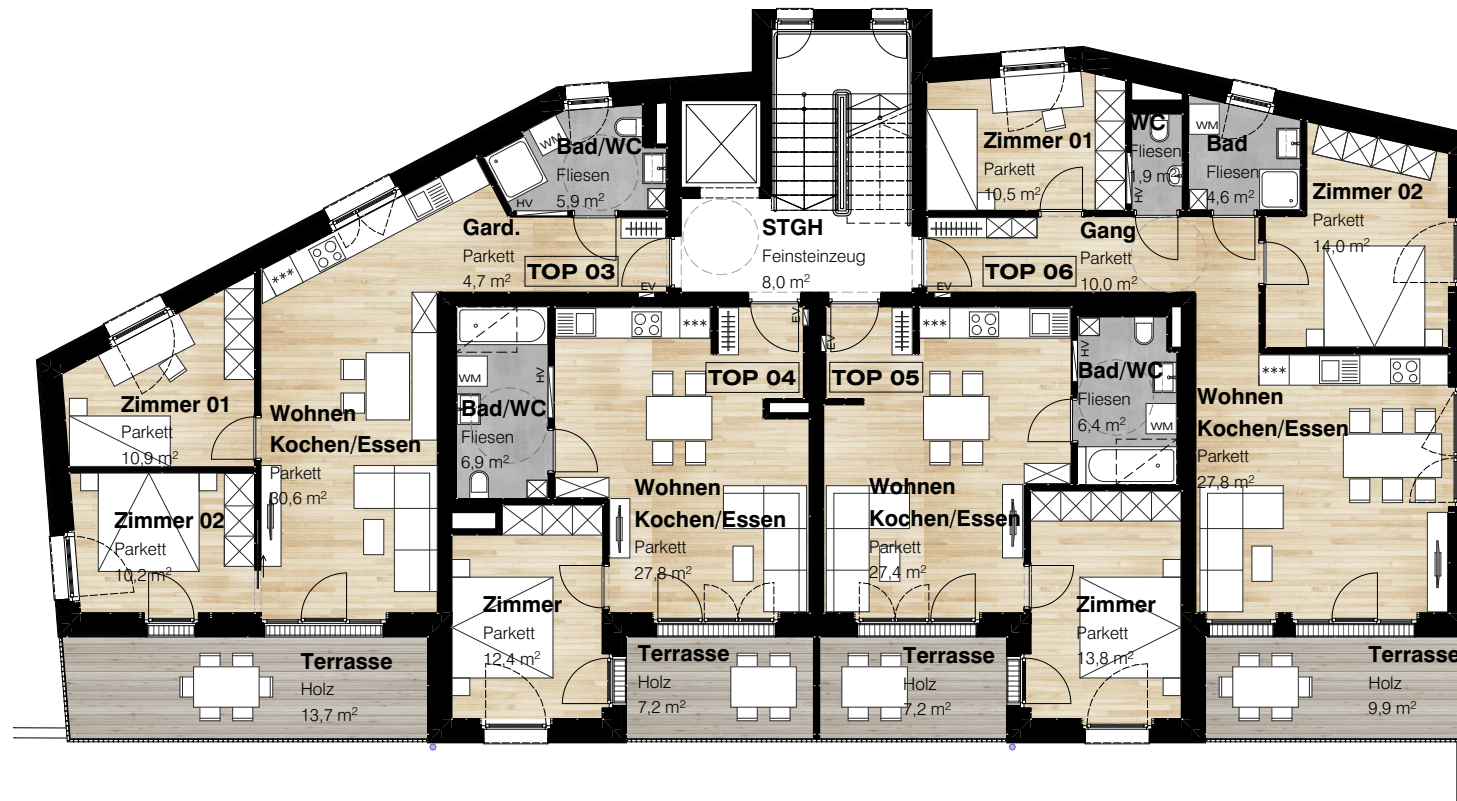 Bad/WC
Fliesen
5,9 m²
WM
HV
Gard.
Parkett
4,7 m²
TOP 03
EV
STGH
Feinsteinzeug
8,0 m²
Zimmer 01
Parkett
10,5 m²
WC
Fliesen
1,9 m²
HV
WM
Bad
Fliesen
4,6 m²
Zimmer 02
Parkett
14,0 m²
Gang
Parkett
10,0 m²
TOP 06
EV
***
Zimmer 01
Parkett
10,9 m²
Wohnen
Kochen/Essen
Parkett
30,6 m²
Zimmer 02
Parkett
10,2 m²
Terrasse
Holz
13,7 m²
WM
HV
Bad/WC
Fliesen
6,9 m²
***
EV
TOP 04
Wohnen
Kochen/Essen
Parkett
27,8 m²
Zimmer
Parkett
12,4 m²
Terrasse
Holz
7,2 m²
EV
***
TOP 05
HV
Bad/WC
Fliesen
6,4 m²
WM
Wohnen
Kochen/Essen
Parkett
27,4 m²
Zimmer
Parkett
13,8 m²
Terrasse
Holz
7,2 m²
***
Wohnen
Kochen/Essen
Parkett
27,8 m²
Terrasse
Holz
9,9 m²